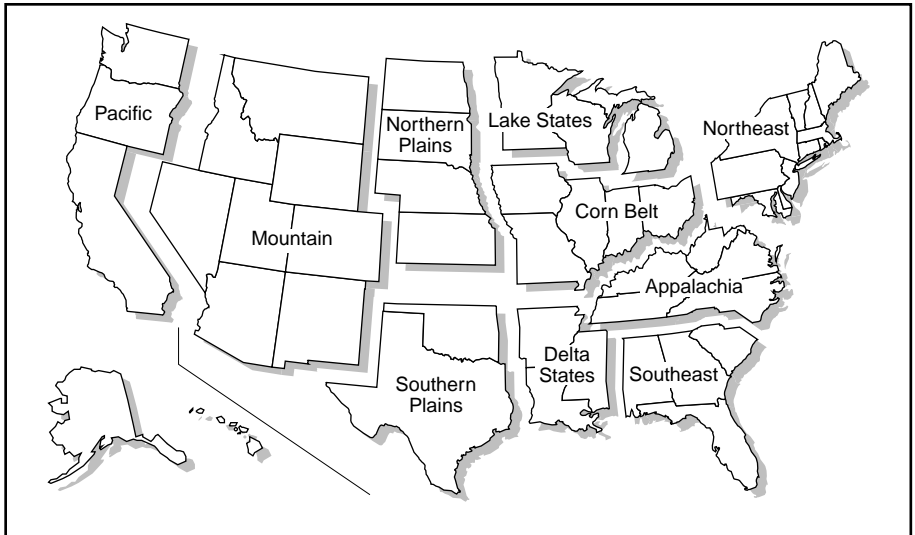 Pacific
Northern
Plains
Lake States
Northeast
Mountain
Corn Belt
Appalachia
Southern
Plains
Delta
States
Southeast